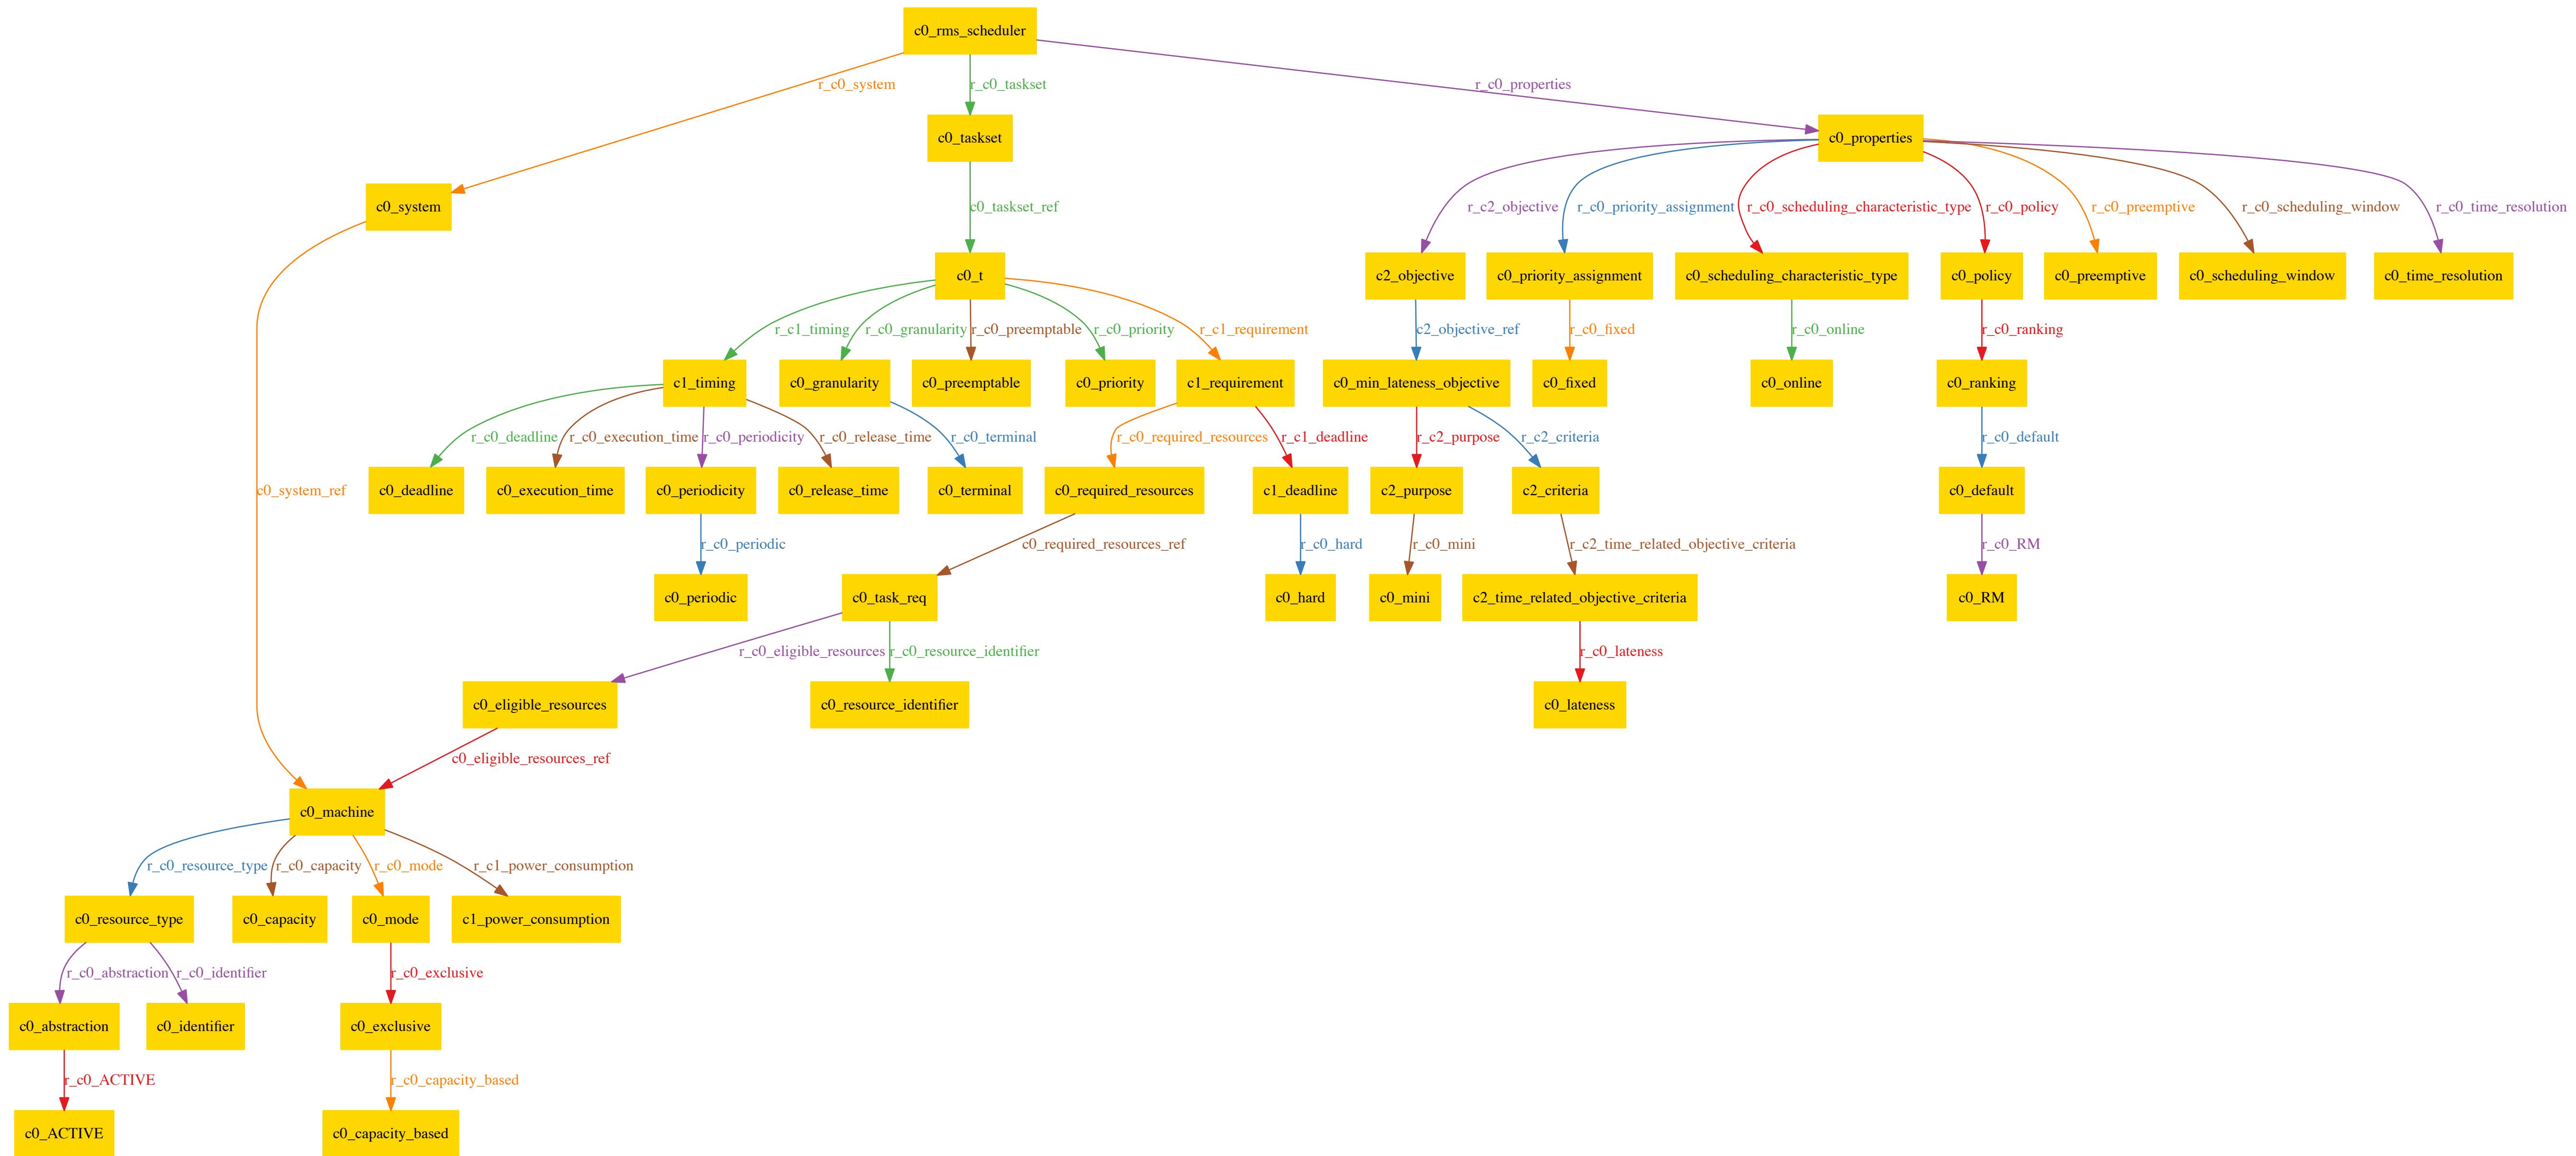 c0_rms_scheduler
r_c0_system
r_c0_taskset
r_c0_properties
c0_taskset
c0_properties
c0_system
c0_taskset_ref
r_c2_objective
r_c0_priority_assignment
r_c0_scheduling_characteristic_type
r_c0_policy
r_c0_preemptive
r_c0_scheduling_window
r_c0_time_resolution
c0_t
c2_objective
c0_priority_assignment
c0_scheduling_characteristic_type
c0_policy
c0_preemptive
c0_scheduling_window
c0_time_resolution
r_c1_timing
r_c0_granularity
r_c0_preemptable
r_c0_priority
r_c1_requirement
c2_objective_ref
r_c0_fixed
r_c0_online
r_c0_ranking
c1_timing
c0_granularity
c0_preemptable
c0_priority
c1_requirement
c0_min_lateness_objective
c0_fixed
c0_online
c0_ranking
r_c0_deadline
r_c0_execution_time
r_c0_periodicity
r_c0_release_time
r_c0_terminal
r_c0_required_resources
r_c1_deadline
r_c2_purpose
r_c2_criteria
r_c0_default
c0_system_ref
c0_deadline
c0_execution_time
c0_periodicity
c0_release_time
c0_terminal
c0_required_resources
c1_deadline
c2_purpose
c2_criteria
c0_default
r_c0_periodic
c0_required_resources_ref
r_c0_hard
r_c0_mini
r_c2_time_related_objective_criteria
r_c0_RM
c0_periodic
c0_task_req
c0_hard
c0_mini
c2_time_related_objective_criteria
c0_RM
r_c0_eligible_resources
r_c0_resource_identifier
r_c0_lateness
c0_eligible_resources
c0_resource_identifier
c0_lateness
c0_eligible_resources_ref
c0_machine
r_c0_resource_type
r_c0_capacity
r_c0_mode
r_c1_power_consumption
c0_resource_type
c0_capacity
c0_mode
c1_power_consumption
r_c0_abstraction
r_c0_identifier
r_c0_exclusive
c0_abstraction
c0_identifier
c0_exclusive
r_c0_ACTIVE
r_c0_capacity_based
c0_ACTIVE
c0_capacity_based